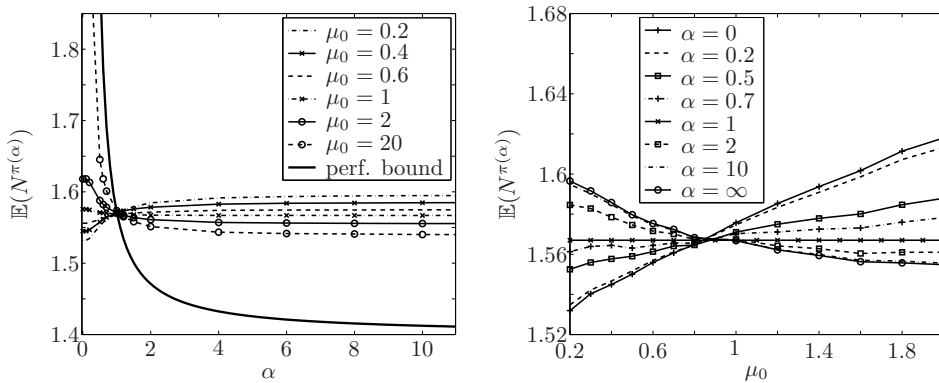 𝔼(N^{π(α)})
1.8
1.7
1.6
1.5
1.4
0
2
4
6
8
10
α
μ₀ = 0.2
μ₀ = 0.4
μ₀ = 0.6
μ₀ = 1
μ₀ = 2
μ₀ = 20
perf. bound
𝔼(N^{π(α)})
1.68
1.64
1.6
1.56
1.52
0.2
0.6
1
1.4
1.8
μ₀
α = 0
α = 0.2
α = 0.5
α = 0.7
α = 1
α = 2
α = 10
α = ∞